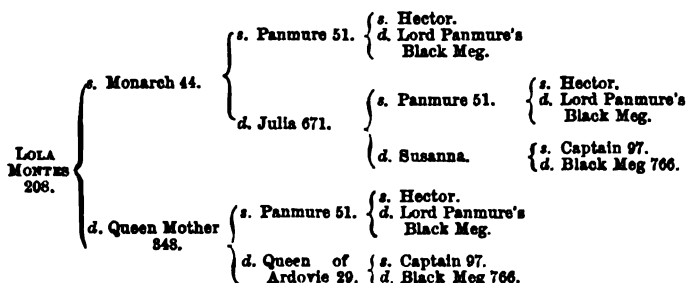 s. Hector.
s. Panmure 51. d. Lord Panmure's
Black Meg.
s. Monarch 44.
s. Hector.
s. Panmure 51. d. Lord Panmure's
Black Meg.
d. Julia 671.
s. Captain 97.
d. Susanna. d. Black Meg 766.
LOLA
MONTES
208.
s. Hector.
s. Panmure 51. d. Lord Panmure's
Black Meg.
d. Queen Mother
348.
d. Queen of s. Captain 97.
Ardovie 29. d. Black Meg 766.